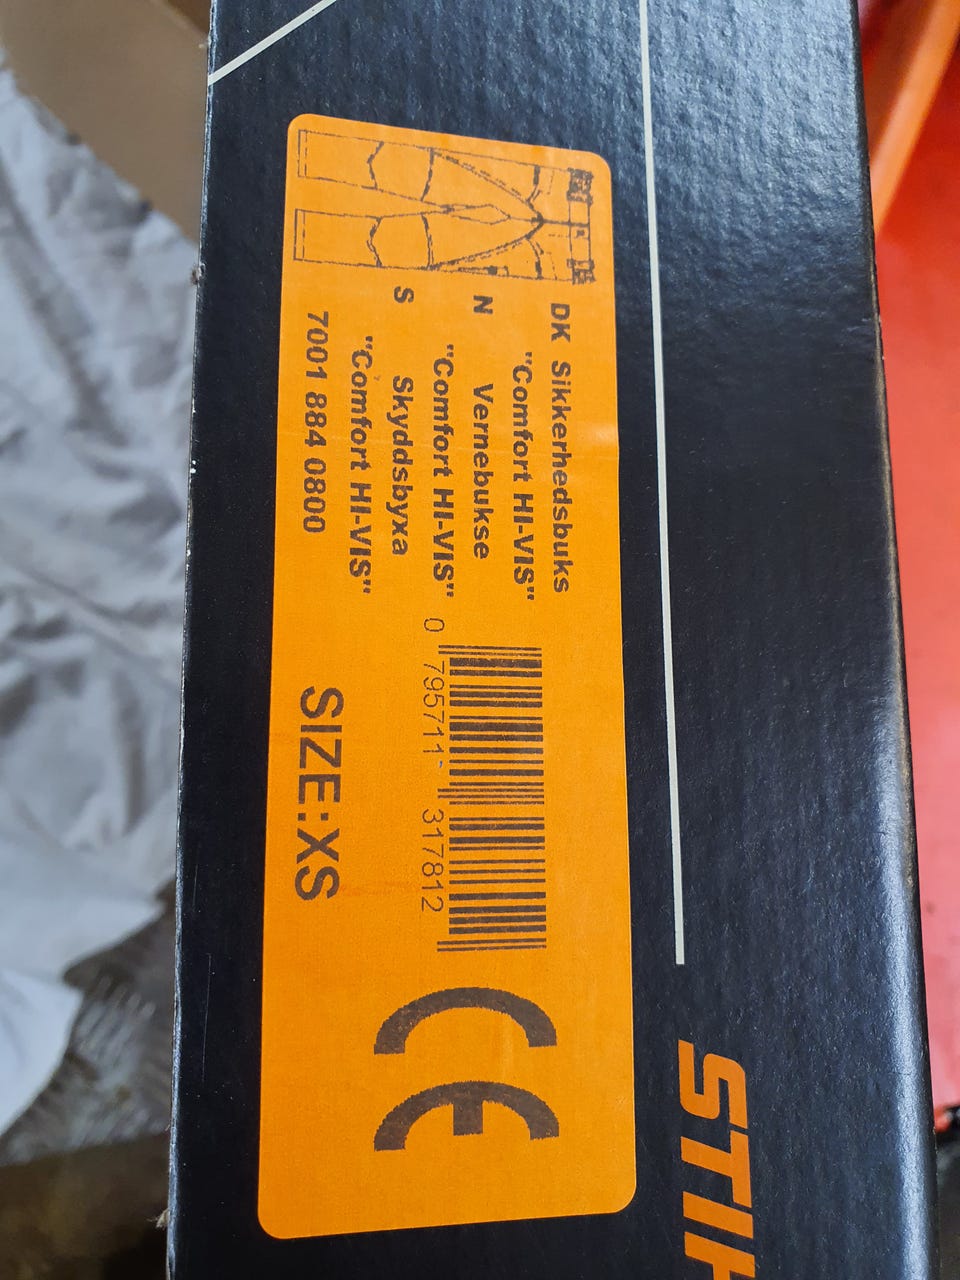 DK Sikkerhedsbuks
"Comfort HI-VIS"
N Vernebukse
"Comfort HI-VIS"
S Skyddsbyxa
"Comfort HI-VIS"
7001 884 0800
0 795711 317812
SIZE:XS
CE
STIH